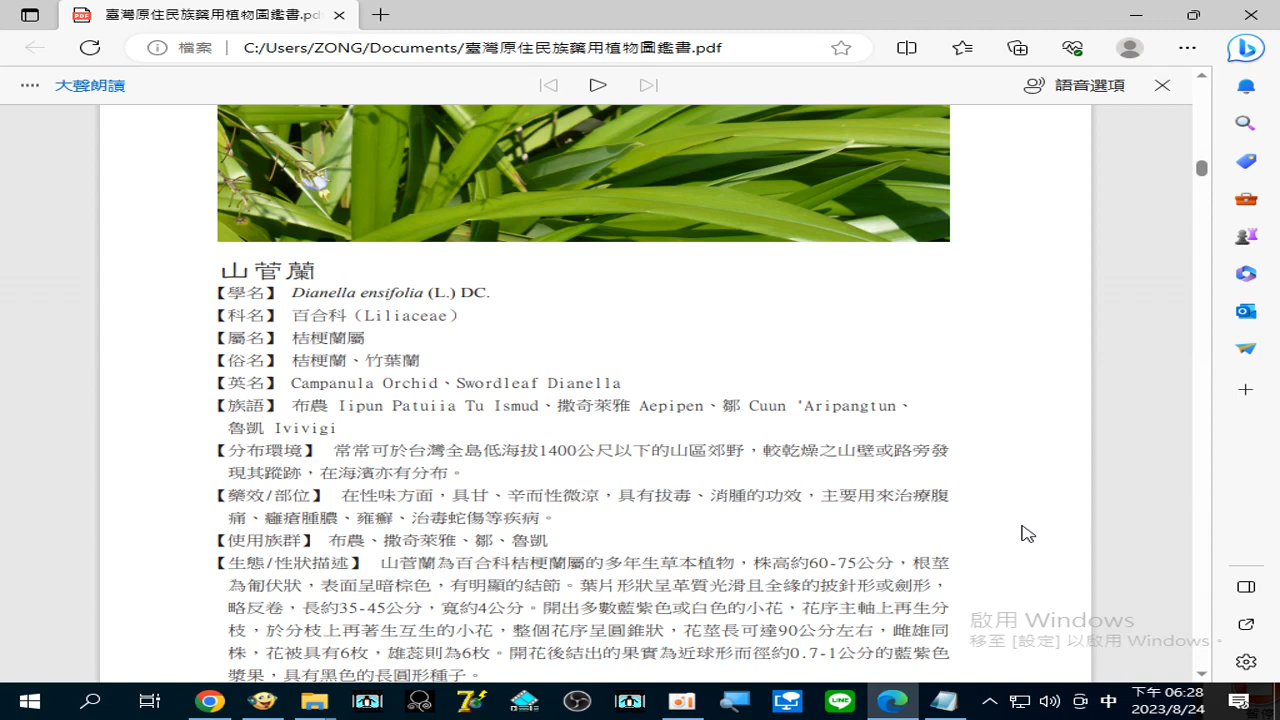 臺灣原住民族藥用植物圖鑑書.pd
檔案 C:/Users/ZONG/Documents/臺灣原住民族藥用植物圖鑑書.pdf
大聲朗讀 語音選項
山菅蘭
【學名】 Dianella ensifolia (L.) DC.
【科名】 百合科（Liliaceae）
【屬名】 桔梗蘭屬
【俗名】 桔梗蘭、竹葉蘭
【英名】 Campanula Orchid、Swordleaf Dianella
【族語】 布農 Iipun Patuiia Tu Ismud、撒奇萊雅 Aepipen、鄒 Cuun 'Aripangtun、
魯凱 Ivivigi
【分布環境】 常常可於台灣全島低海拔1400公尺以下的山區郊野，較乾燥之山壁或路旁發
現其蹤跡，在海濱亦有分布。
【藥效/部位】 在性味方面，具甘、辛而性微涼，具有拔毒、消腫的功效，主要用來治療腹
痛、癰瘡腫膿、雍癬、治毒蛇傷等疾病。
【使用族群】 布農、撒奇萊雅、鄒、魯凱
【生態/性狀描述】 山菅蘭為百合科桔梗蘭屬的多年生草本植物，株高約60-75公分，根莖
為匍伏狀，表面呈暗棕色，有明顯的結節。葉片形狀呈革質光滑且全緣的披針形或劍形，
略反卷，長約35-45公分，寬約4公分。開出多數藍紫色或白色的小花，花序主軸上再生分
枝，於分枝上再著生互生的小花，整個花序呈圓錐狀，花莖長可達90公分左右，雌雄同
株，花被具有6枚，雄蕊則為6枚。開花後結出的果實為近球形而徑約0.7-1公分的藍紫色
漿果，具有黑色的長圓形種子。
啟用 Windows
移至 [設定] 以啟用 Windows。
中
下午 06:28
2023/8/24